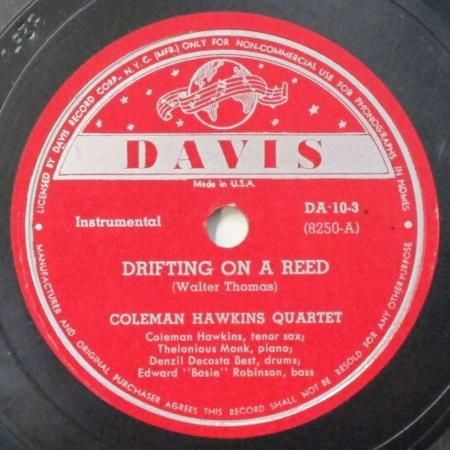 LICENSED BY DAVIS RECORD CORP., N.Y.C. (MFR.) ONLY FOR NON-COMMERCIAL USE FOR PHONOGRAPHS IN HOMES
DAVIS
Made in U.S.A.
Instrumental
DA-10-3
(8250-A)
DRIFTING ON A REED
(Walter Thomas)
COLEMAN HAWKINS QUARTET
Coleman Hawkins, tenor sax;
Thelonious Monk, piano;
Denzil Decosta Best, drums;
Edward "Basie" Robinson, bass
MANUFACTURER AND ORIGINAL PURCHASER AGREES THIS RECORD SHALL NOT BE RESOLD FOR ANY OTHER PURPOSE